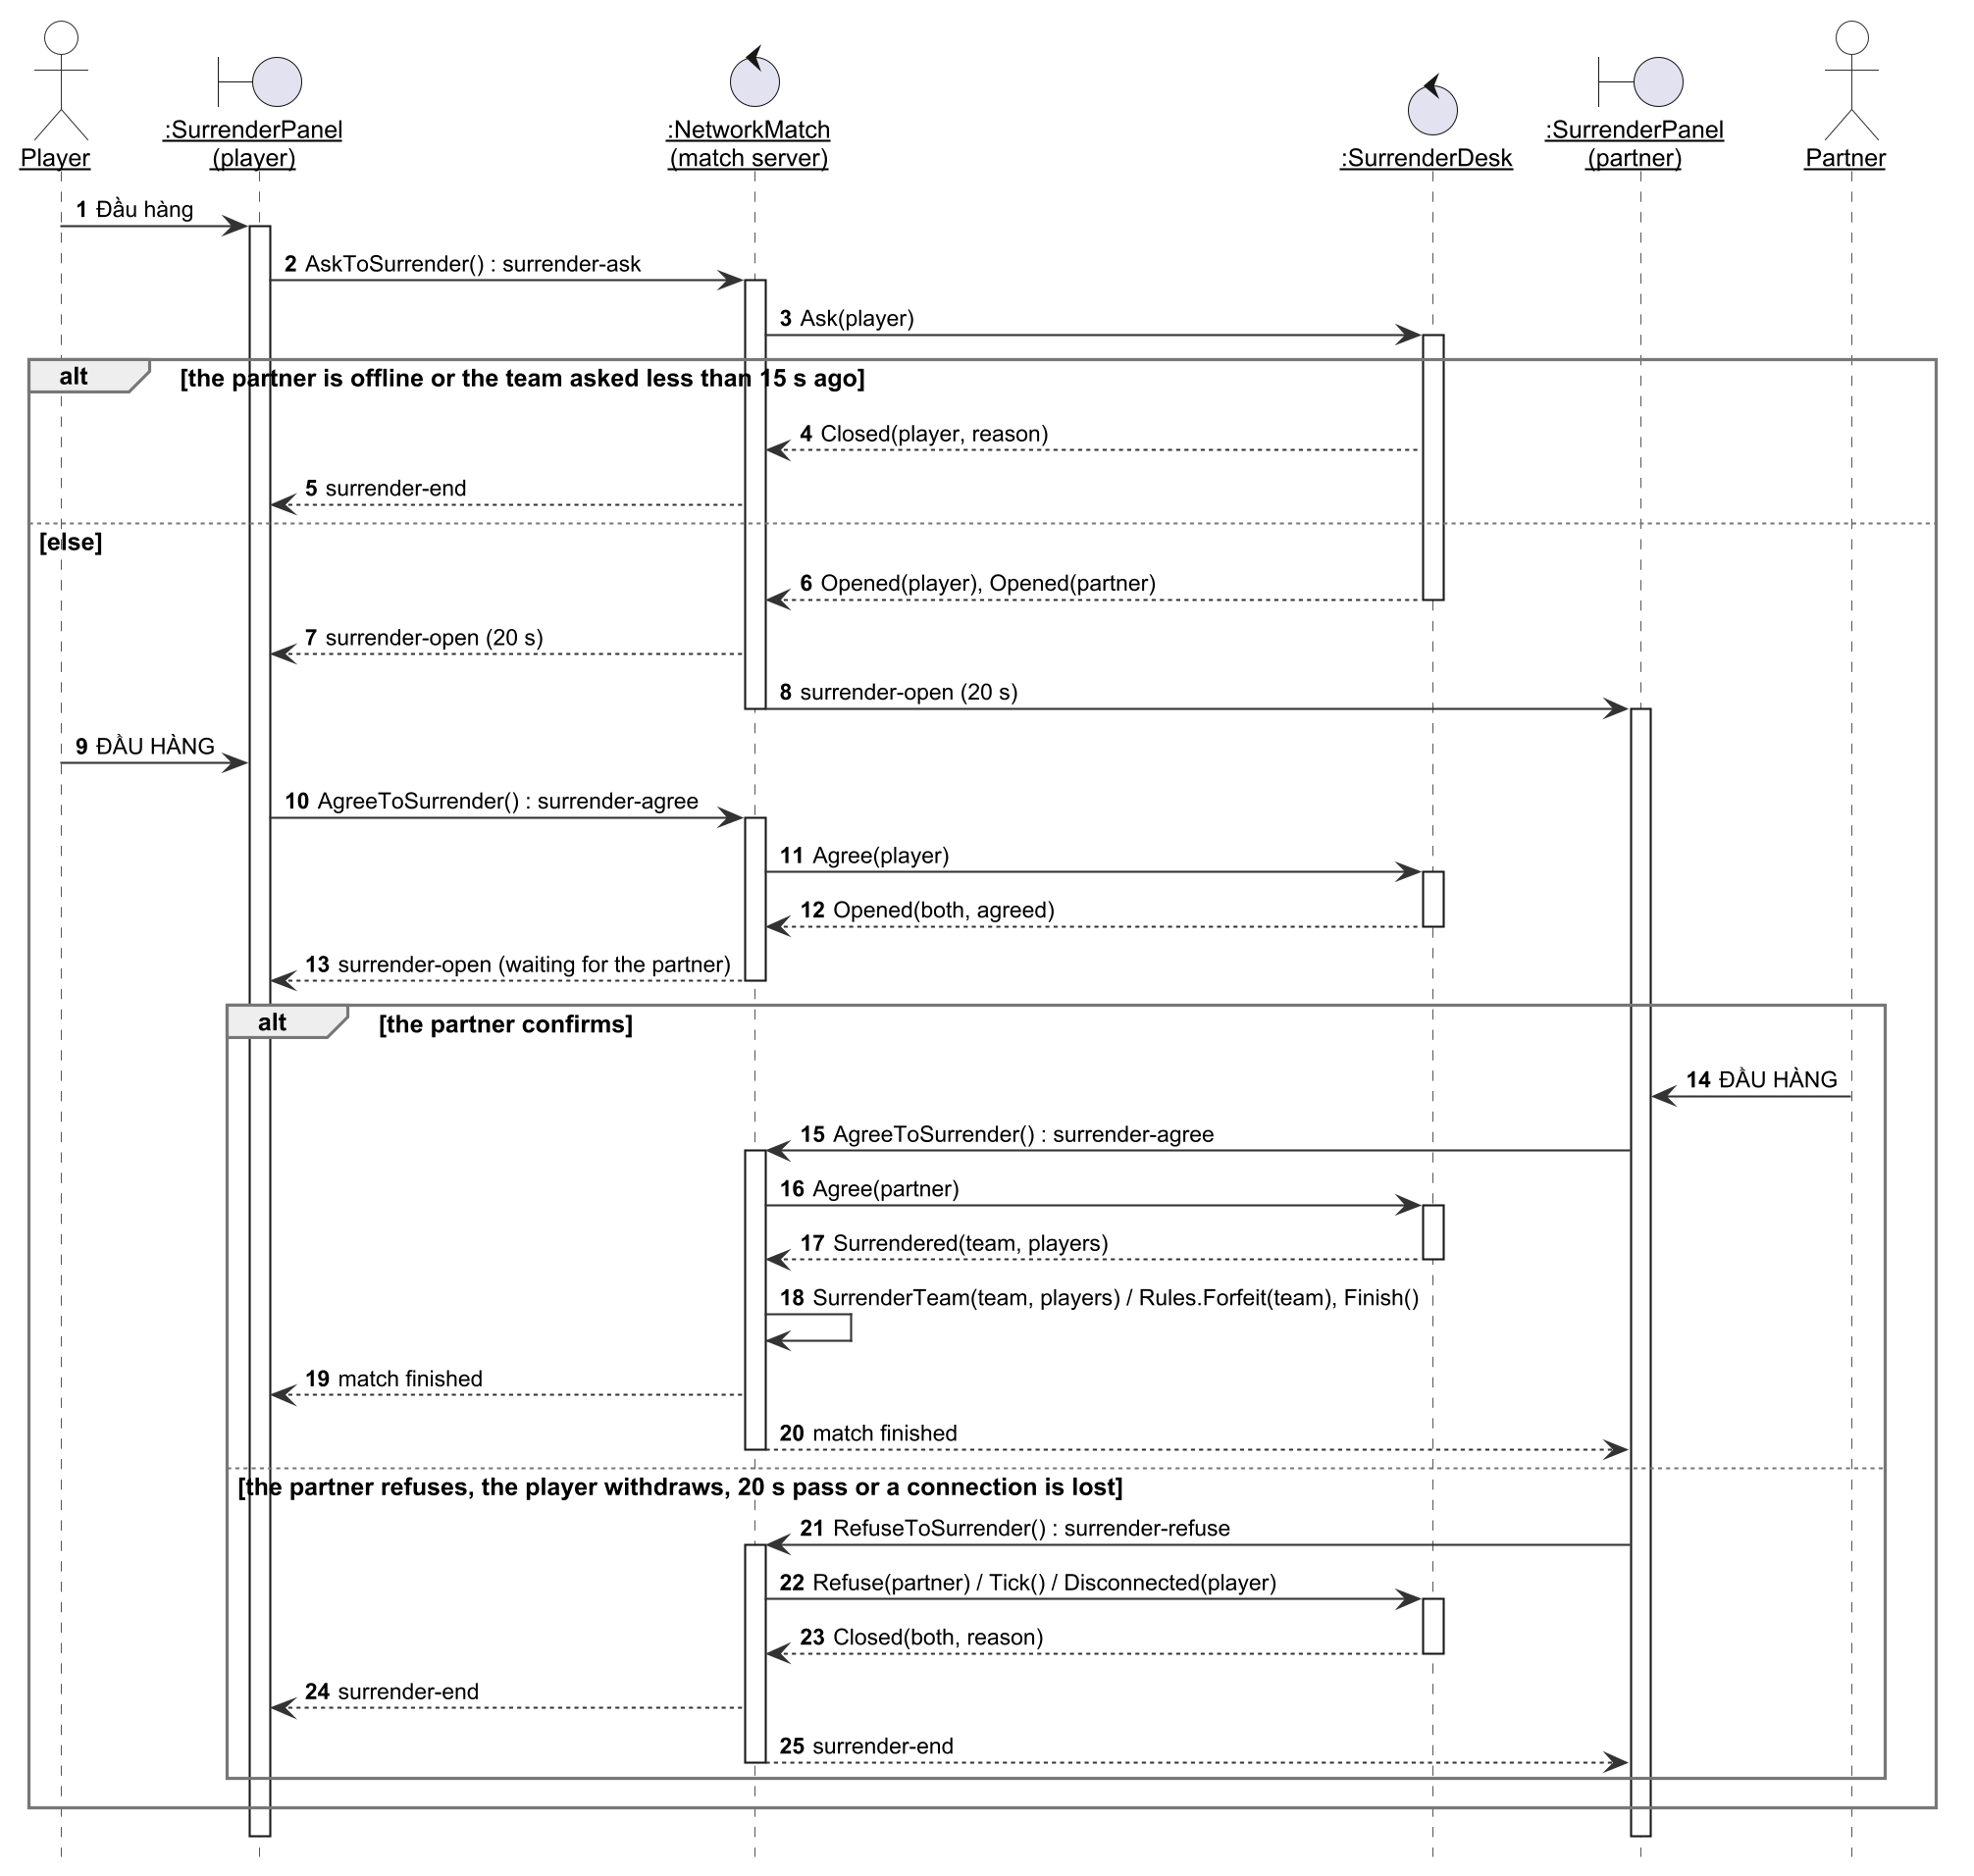 Player
:SurrenderPanel
(player)
:NetworkMatch
(match server)
:SurrenderDesk
:SurrenderPanel
(partner)
Partner
1 Đầu hàng
2 AskToSurrender() : surrender-ask
3 Ask(player)
alt [the partner is offline or the team asked less than 15 s ago]
4 Closed(player, reason)
5 surrender-end
[else]
6 Opened(player), Opened(partner)
7 surrender-open (20 s)
8 surrender-open (20 s)
9 ĐẦU HÀNG
10 AgreeToSurrender() : surrender-agree
11 Agree(player)
12 Opened(both, agreed)
13 surrender-open (waiting for the partner)
alt [the partner confirms]
14 ĐẦU HÀNG
15 AgreeToSurrender() : surrender-agree
16 Agree(partner)
17 Surrendered(team, players)
18 SurrenderTeam(team, players) / Rules.Forfeit(team), Finish()
19 match finished
20 match finished
[the partner refuses, the player withdraws, 20 s pass or a connection is lost]
21 RefuseToSurrender() : surrender-refuse
22 Refuse(partner) / Tick() / Disconnected(player)
23 Closed(both, reason)
24 surrender-end
25 surrender-end